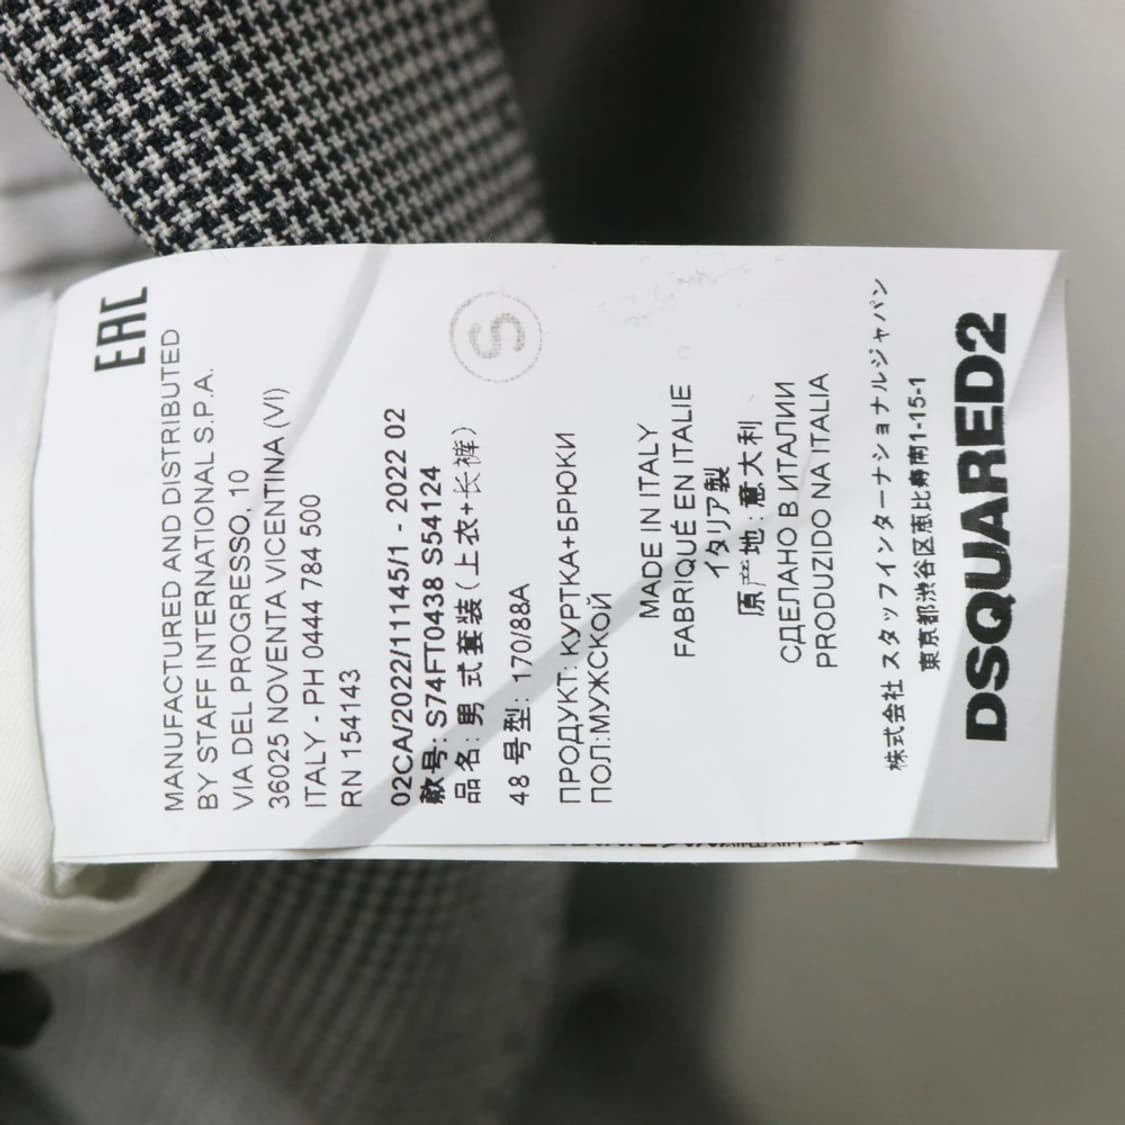 EAC
MANUFACTURED AND DISTRIBUTED
BY STAFF INTERNATIONAL S.P.A.
VIA DEL PROGRESSO, 10
36025 NOVENTA VICENTINA (VI)
ITALY - PH 0444 784 500
RN 154143
02CA/2022/11145/1 - 2022 02
款号: S74FT0438 S54124
品名: 男 式 套装 (上衣+长裤)
48 号型: 170/88A
S
ПРОДУКТ: КУРТКА+БРЮКИ
ПОЛ:МУЖСКОЙ
MADE IN ITALY
FABRIQUÉ EN ITALIE
イタリア製
原产地: 意大利
СДЕЛАНО В ИТАЛИИ
PRODUZIDO NA ITALIA
株式会社 スタッフインターナショナルジャパン
東京都渋谷区恵比寿南1-15-1
DSQUARED2